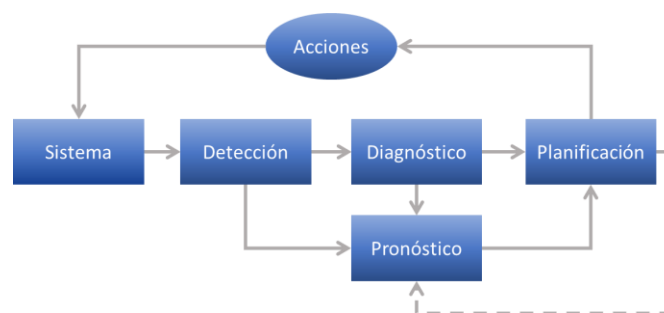 Acciones
Sistema
Detección
Diagnóstico
Planificación
Pronóstico